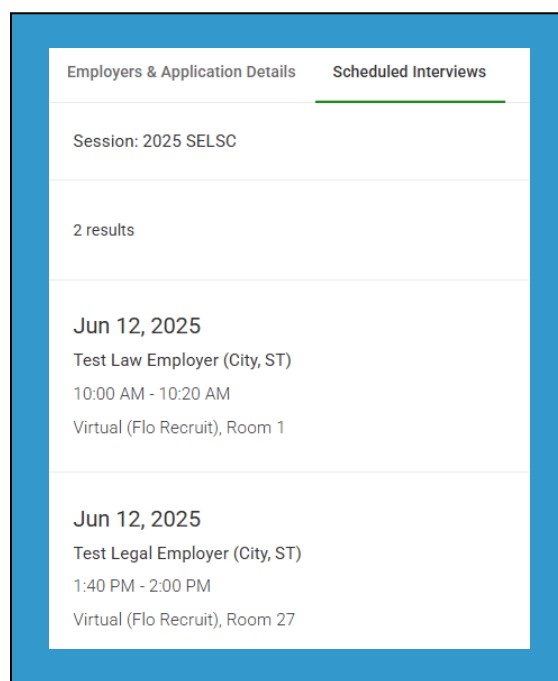 Employers & Application Details Scheduled Interviews
Session: 2025 SELSC
2 results
Jun 12, 2025
Test Law Employer (City, ST)
10:00 AM - 10:20 AM
Virtual (Flo Recruit), Room 1
Jun 12, 2025
Test Legal Employer (City, ST)
1:40 PM - 2:00 PM
Virtual (Flo Recruit), Room 27